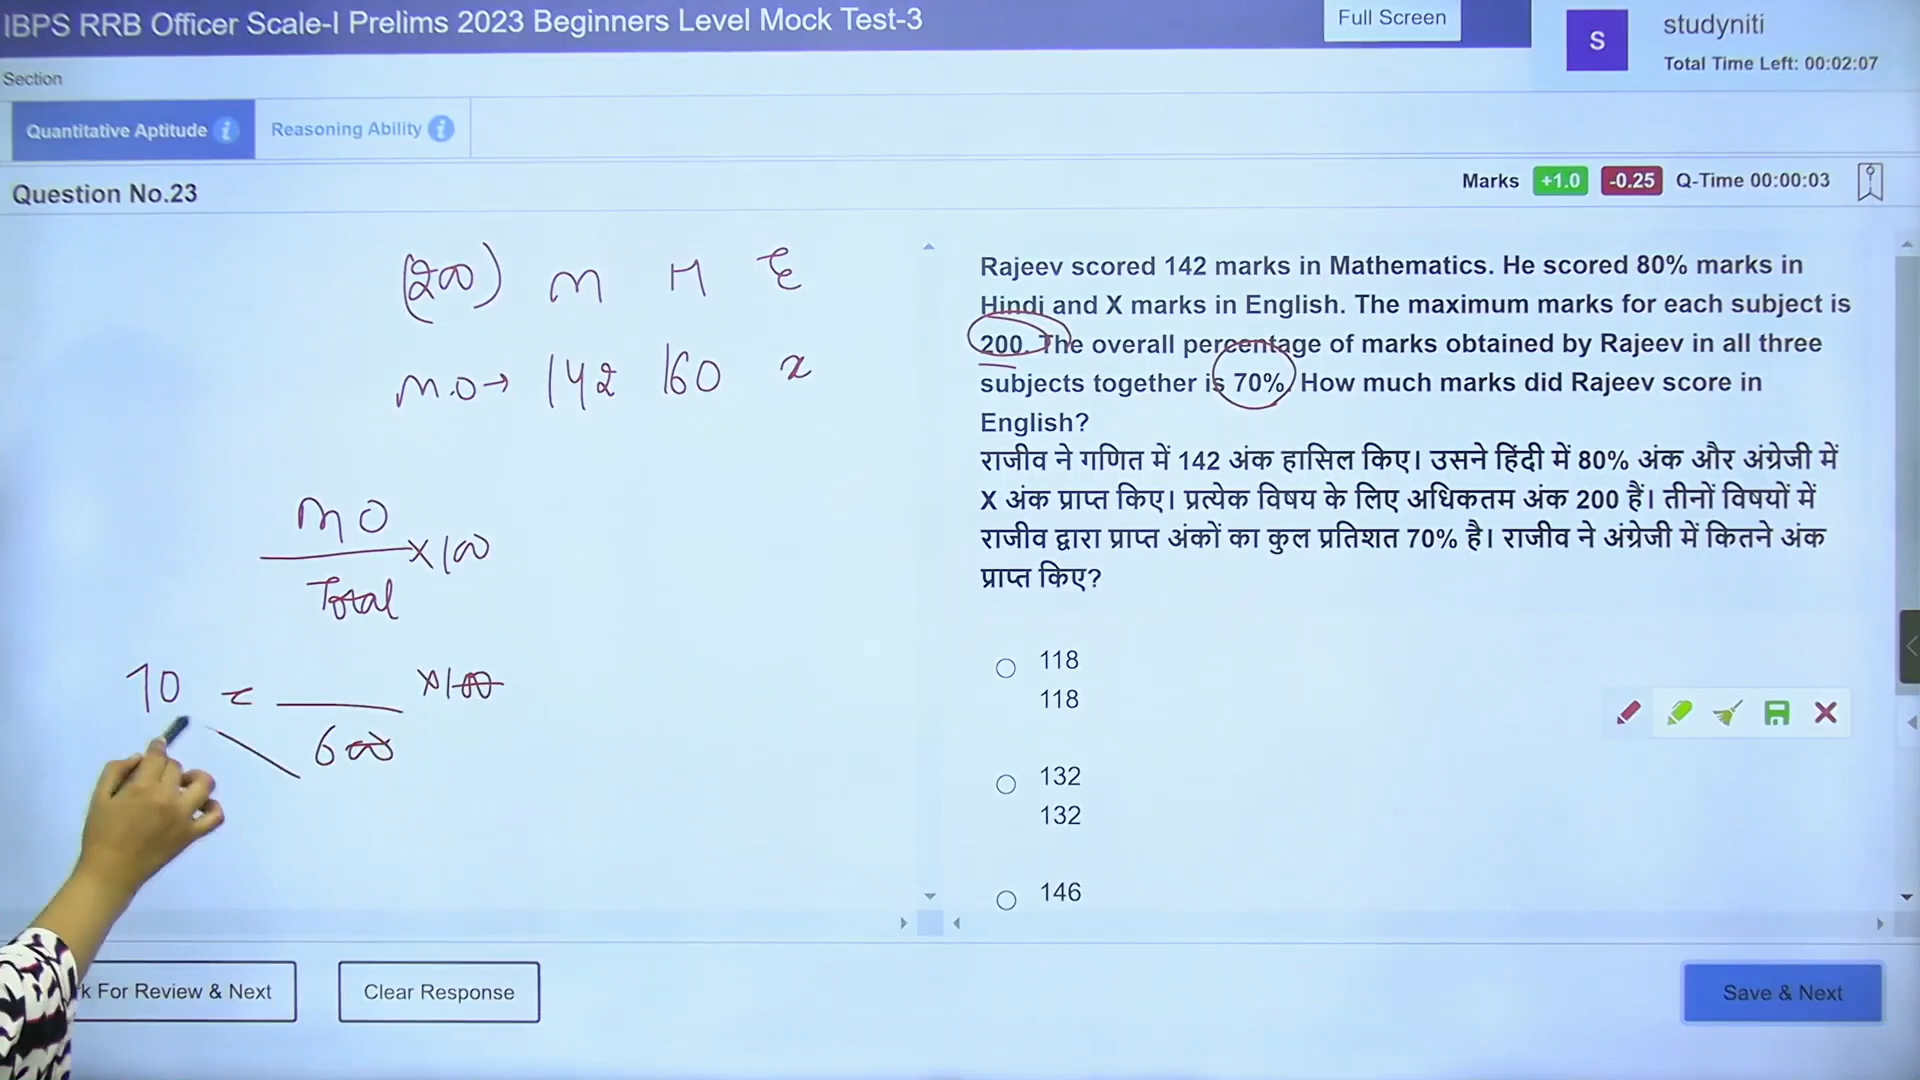 IBPS RRB Officer Scale-I Prelims 2023 Beginners Level Mock Test-3
Full Screen
S
studyniti
Total Time Left: 00:02:07
Section
Quantitative Aptitude i
Reasoning Ability i
Question No.23
Marks +1.0 -0.25 Q-Time 00:00:03
(200) M H E
M.O→ 142 160 x
MO
×100
Total
70 = ×100
600
Rajeev scored 142 marks in Mathematics. He scored 80% marks in
Hindi and X marks in English. The maximum marks for each subject is
200. The overall percentage of marks obtained by Rajeev in all three
subjects together is 70%. How much marks did Rajeev score in
English?
राजीव ने गणित में 142 अंक हासिल किए। उसने हिंदी में 80% अंक और अंग्रेजी में
X अंक प्राप्त किए। प्रत्येक विषय के लिए अधिकतम अंक 200 हैं। तीनों विषयों में
राजीव द्वारा प्राप्त अंकों का कुल प्रतिशत 70% है। राजीव ने अंग्रेजी में कितने अंक
प्राप्त किए?
118
118
132
132
146
k For Review & Next
Clear Response
Save & Next